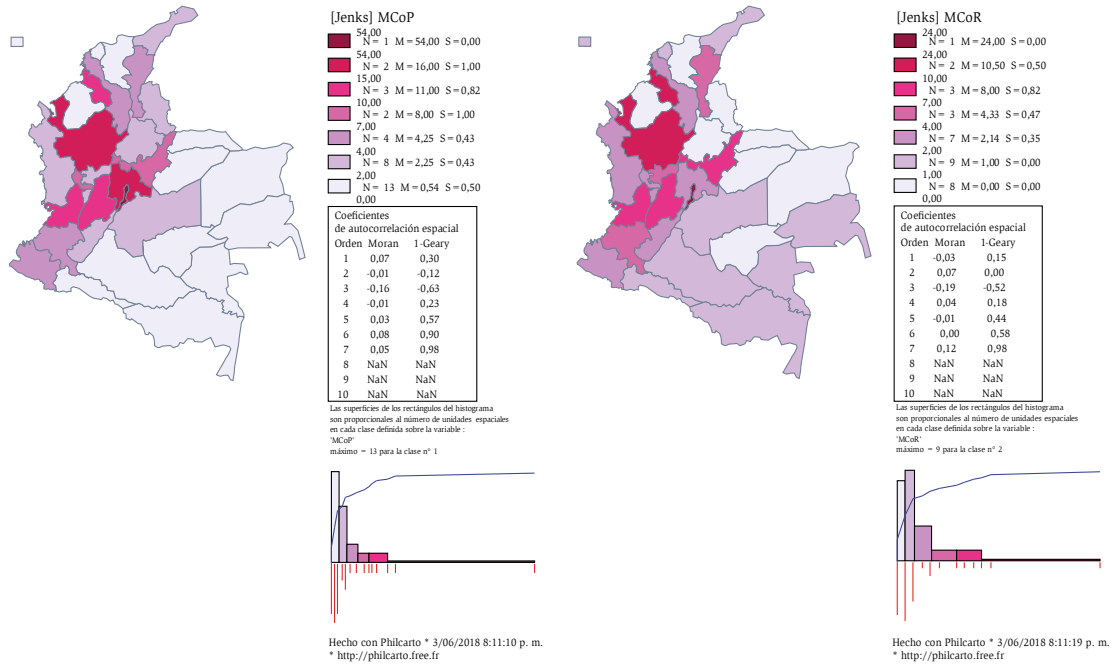 [Jenks] MCoP
54,00
N = 1 M = 54,00 S = 0,00
54,00
N = 2 M = 16,00 S = 1,00
15,00
N = 3 M = 11,00 S = 0,82
10,00
N = 2 M = 8,00 S = 1,00
7,00
N = 4 M = 4,25 S = 0,43
4,00
N = 8 M = 2,25 S = 0,43
2,00
N = 13 M = 0,54 S = 0,50
0,00
Coeficientes
de autocorrelación espacial
Orden Moran 1-Geary
1 0,07 0,30
2 -0,01 -0,12
3 -0,16 -0,63
4 -0,01 0,23
5 0,03 0,57
6 0,08 0,90
7 0,05 0,98
8 NaN NaN
9 NaN NaN
10 NaN NaN
Las superficies de los rectángulos del histograma
son proporcionales al número de unidades espaciales
en cada clase definida sobre la variable :
'MCoP'
máximo = 13 para la clase n° 1
Hecho con Philcarto * 3/06/2018 8:11:10 p. m.
* http://philcarto.free.fr
[Jenks] MCoR
24,00
N = 1 M = 24,00 S = 0,00
24,00
N = 2 M = 10,50 S = 0,50
10,00
N = 3 M = 8,00 S = 0,82
7,00
N = 3 M = 4,33 S = 0,47
4,00
N = 7 M = 2,14 S = 0,35
2,00
N = 9 M = 1,00 S = 0,00
1,00
N = 8 M = 0,00 S = 0,00
0,00
Coeficientes
de autocorrelación espacial
Orden Moran 1-Geary
1 -0,03 0,15
2 0,07 0,00
3 -0,19 -0,52
4 0,04 0,18
5 -0,01 0,44
6 0,00 0,58
7 0,12 0,98
8 NaN NaN
9 NaN NaN
10 NaN NaN
Las superficies de los rectángulos del histograma
son proporcionales al número de unidades espaciales
en cada clase definida sobre la variable :
'MCoR'
máximo = 9 para la clase n° 2
Hecho con Philcarto * 3/06/2018 8:11:19 p. m.
* http://philcarto.free.fr